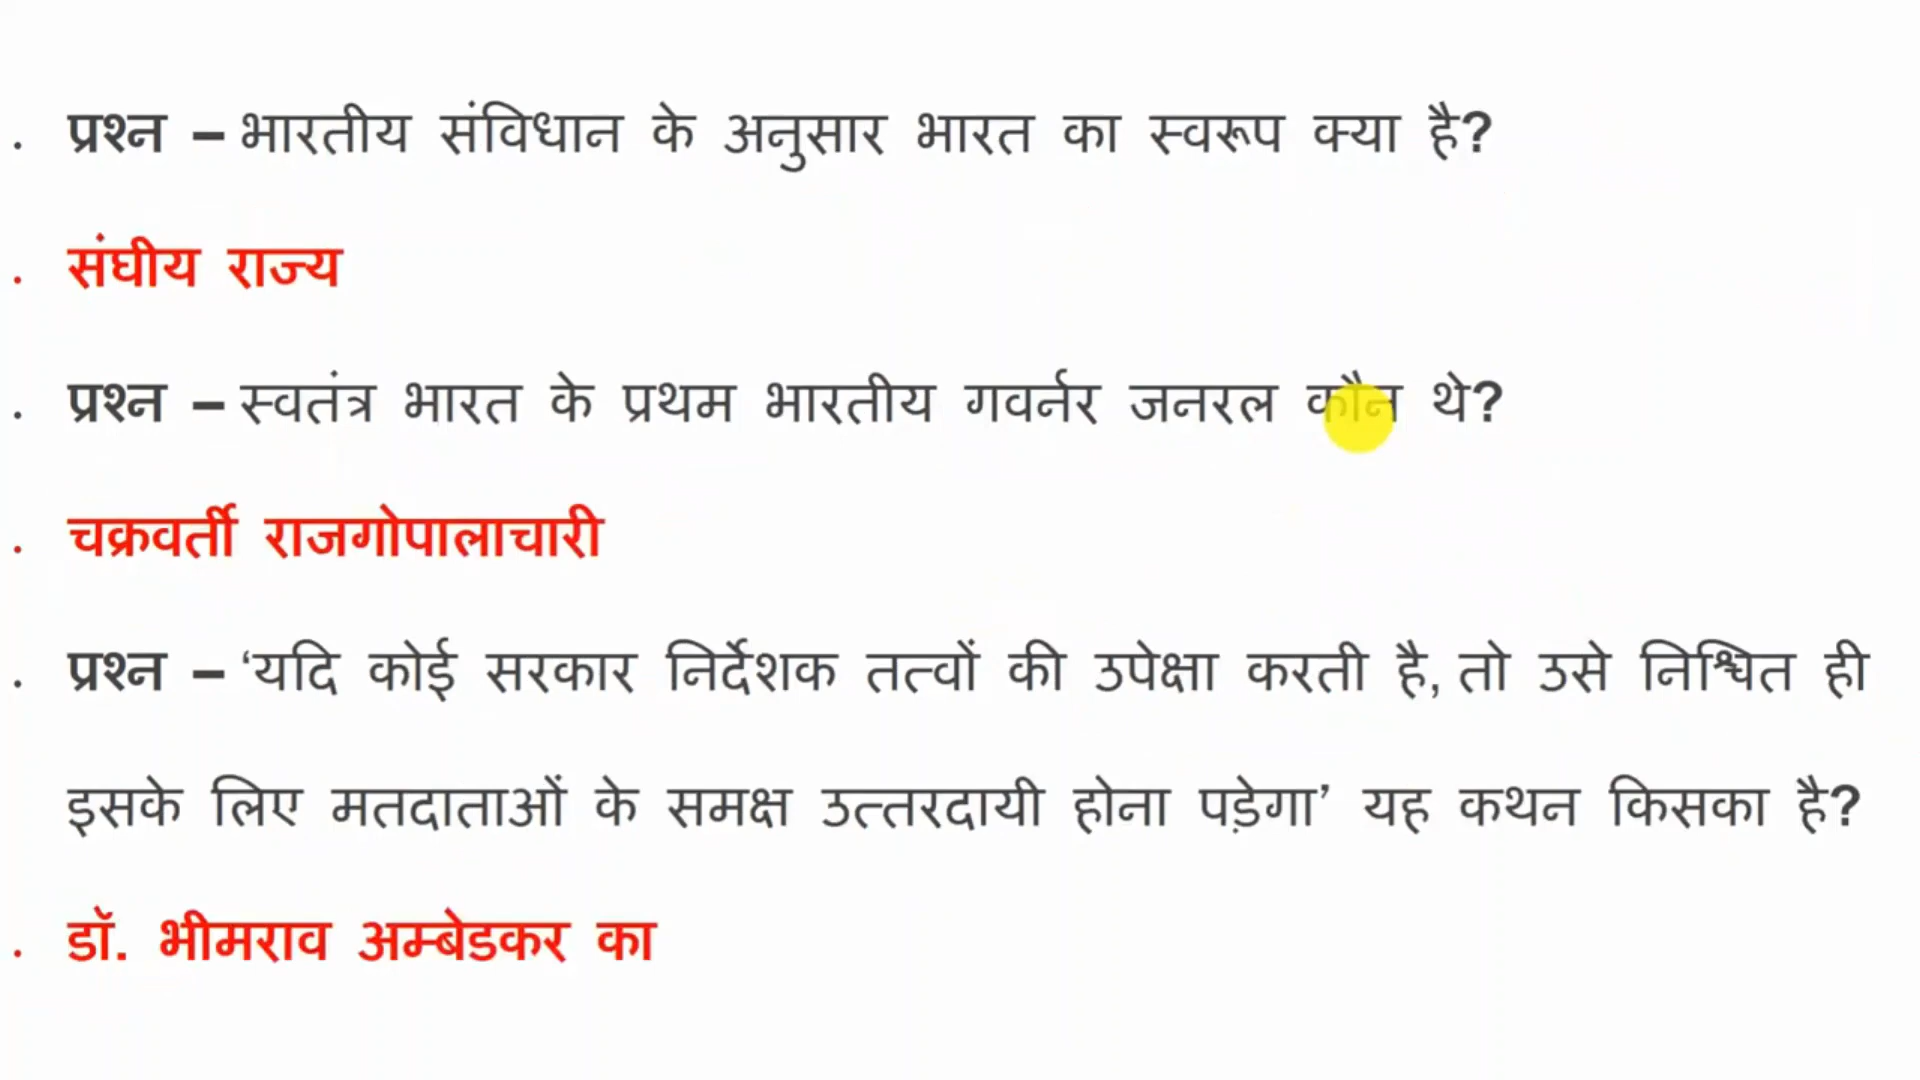 . प्रश्न – भारतीय संविधान के अनुसार भारत का स्वरूप क्या है?
. संघीय राज्य
. प्रश्न – स्वतंत्र भारत के प्रथम भारतीय गवर्नर जनरल कौन थे?
. चक्रवर्ती राजगोपालाचारी
. प्रश्न – ‘यदि कोई सरकार निर्देशक तत्वों की उपेक्षा करती है, तो उसे निश्चित ही
इसके लिए मतदाताओं के समक्ष उत्तरदायी होना पड़ेगा’ यह कथन किसका है?
. डॉ. भीमराव अम्बेडकर का